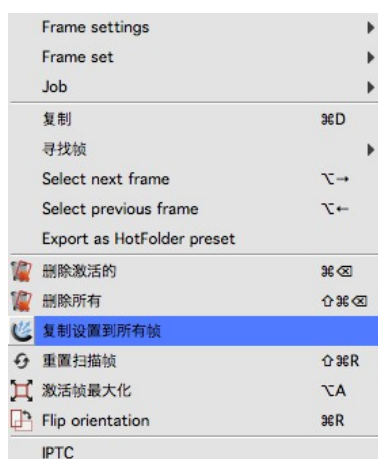 Frame settings
Frame set
Job
复制 ⌘D
寻找帧
Select next frame ⌥→
Select previous frame ⌥←
Export as HotFolder preset
删除激活的 ⌘⌫
删除所有 ⇧⌘⌫
复制设置到所有帧
重置扫描帧 ⇧⌘R
激活帧最大化 ⌥A
Flip orientation ⌘R
IPTC